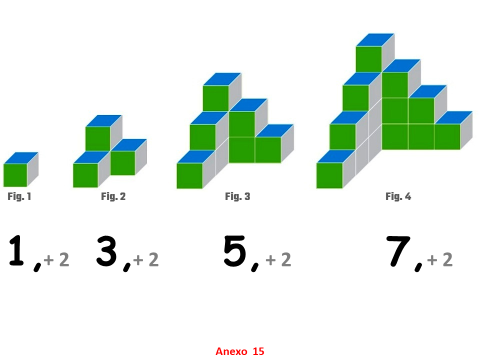 Fig. 1 Fig. 2 Fig. 3 Fig. 4
1,+ 2 3,+ 2 5,+ 2 7,+ 2
Anexo 15